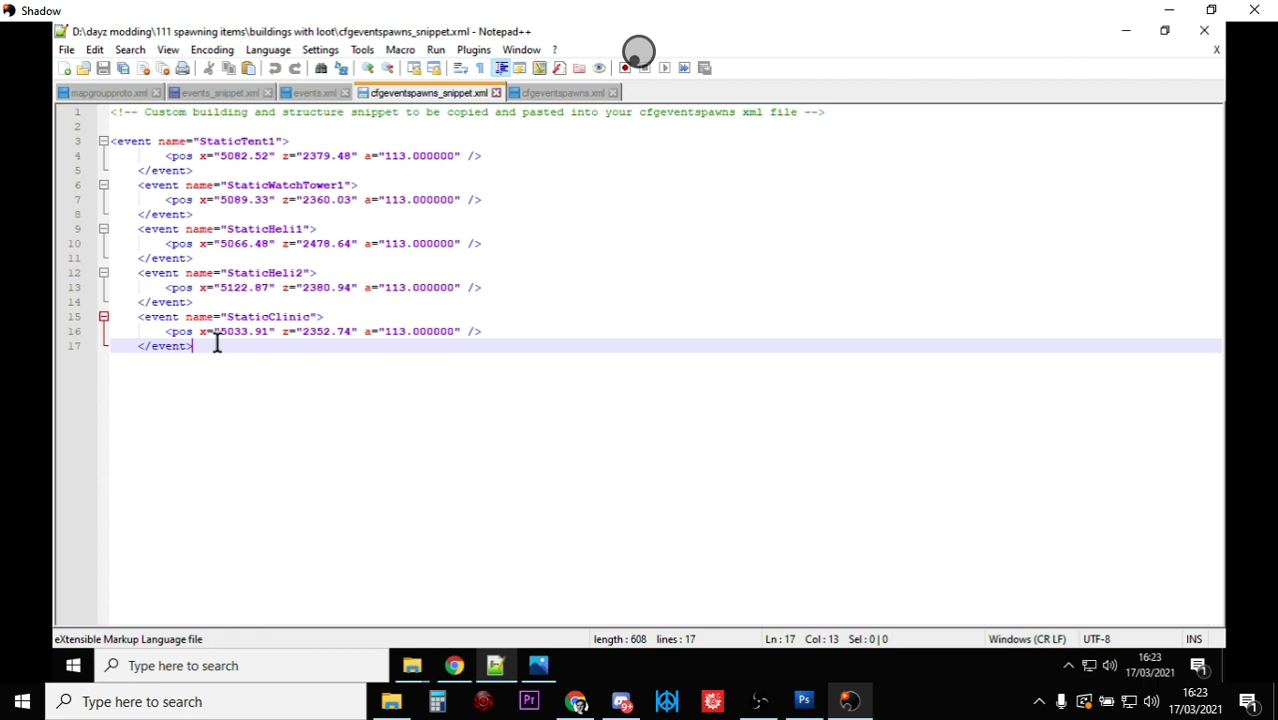 Shadow
D:\dayz modding\111 spawning items\buildings with loot\cfgeventspawns_snippet.xml - Notepad++
File Edit Search View Encoding Language Settings Tools Macro Run Plugins Window ? X
mapgroupproto.xml events_snippet.xml events.xml cfgeventspawns_snippet.xml cfgeventspawns.xml
1 <!-- Custom building and structure snippet to be copied and pasted into your cfgeventspawns xml file -->
2
3 <event name="StaticTent1">
4 <pos x="5082.52" z="2379.48" a="113.000000" />
5 </event>
6 <event name="StaticWatchTower1">
7 <pos x="5089.33" z="2360.03" a="113.000000" />
8 </event>
9 <event name="StaticHeli1">
10 <pos x="5066.48" z="2478.64" a="113.000000" />
11 </event>
12 <event name="StaticHeli2">
13 <pos x="5122.87" z="2380.94" a="113.000000" />
14 </event>
15 <event name="StaticClinic">
16 <pos x="5033.91" z="2352.74" a="113.000000" />
17 </event>
eXtensible Markup Language file length : 608 lines : 17 Ln : 17 Col : 13 Sel : 0 | 0 Windows (CR LF) UTF-8 INS
Type here to search 16:23
17/03/2021 1
Type here to search Pr 9+ Ps 16:23
17/03/2021 1